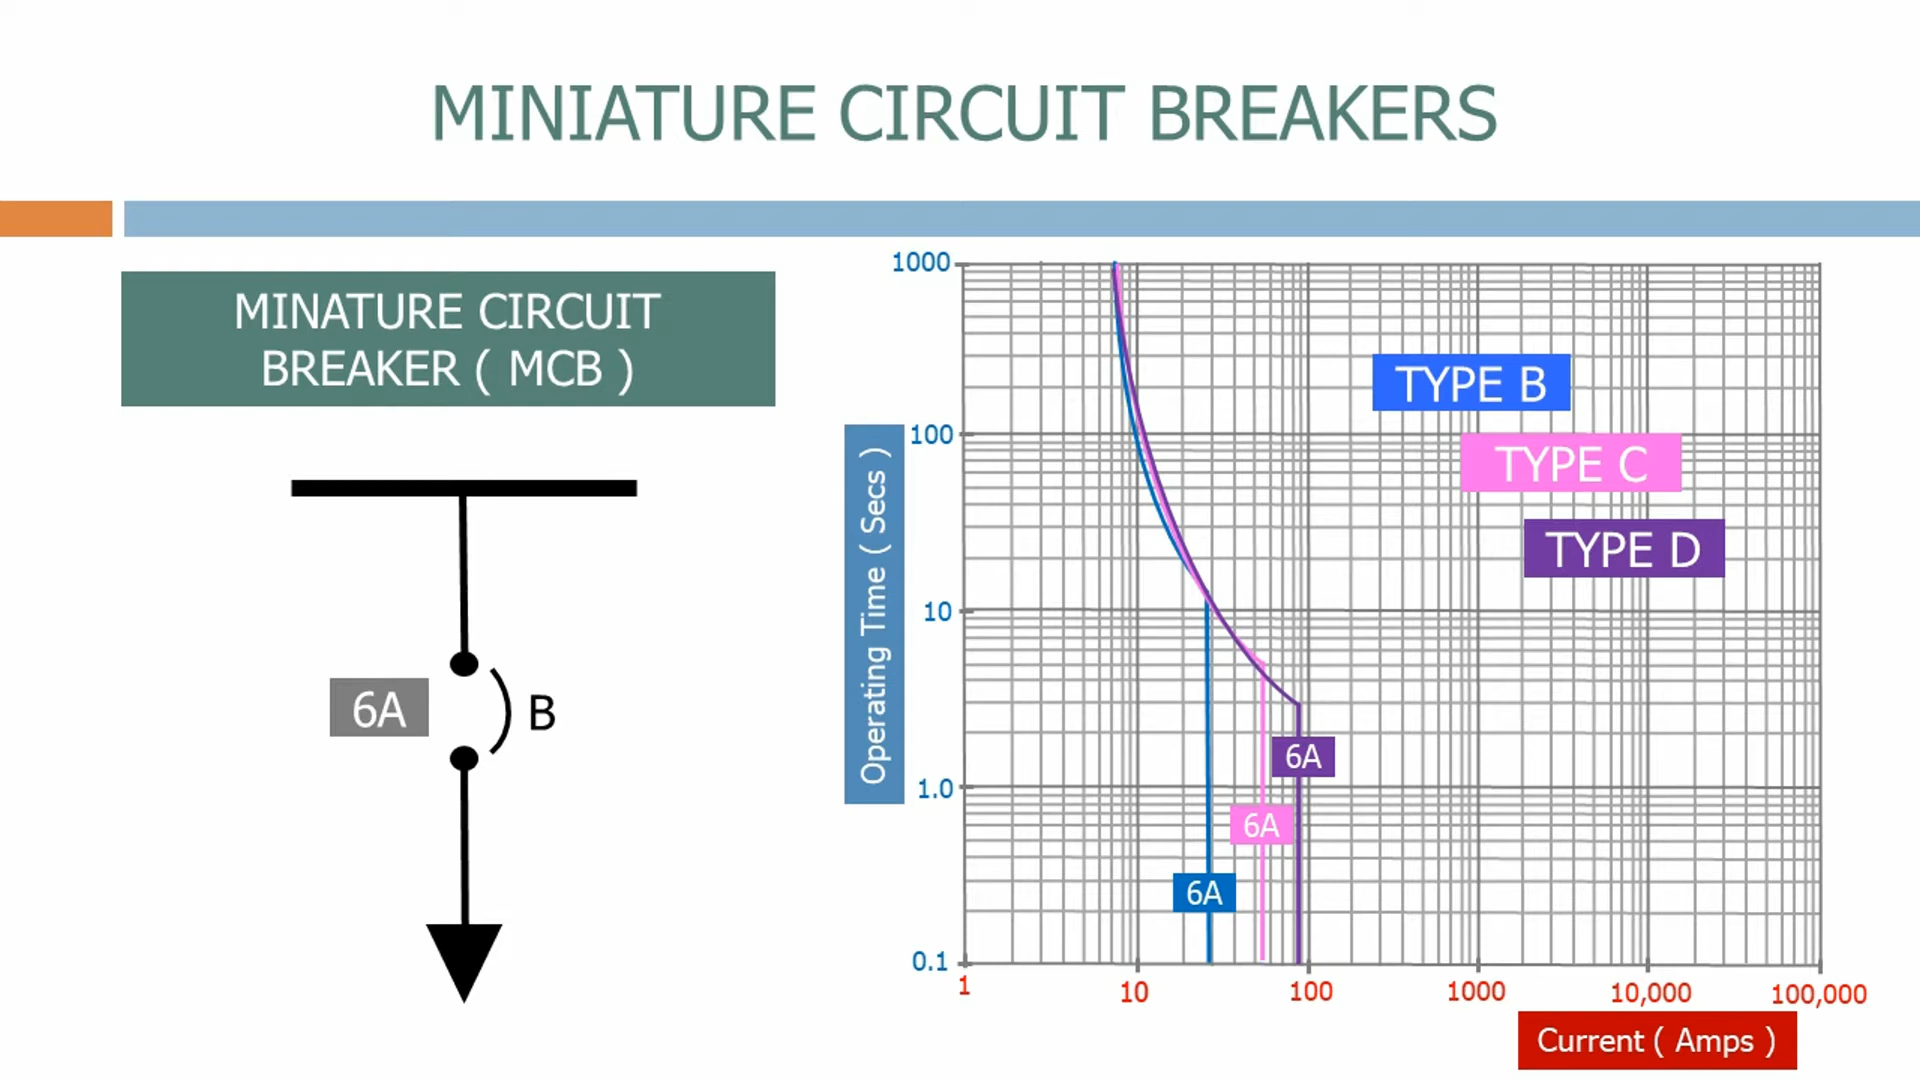 MINIATURE CIRCUIT BREAKERS
MINATURE CIRCUIT
BREAKER ( MCB )
6A
B
Operating Time ( Secs )
1000
100
10
1.0
0.1
TYPE B
TYPE C
TYPE D
6A
6A
6A
1
10
100
1000
10,000
100,000
Current ( Amps )